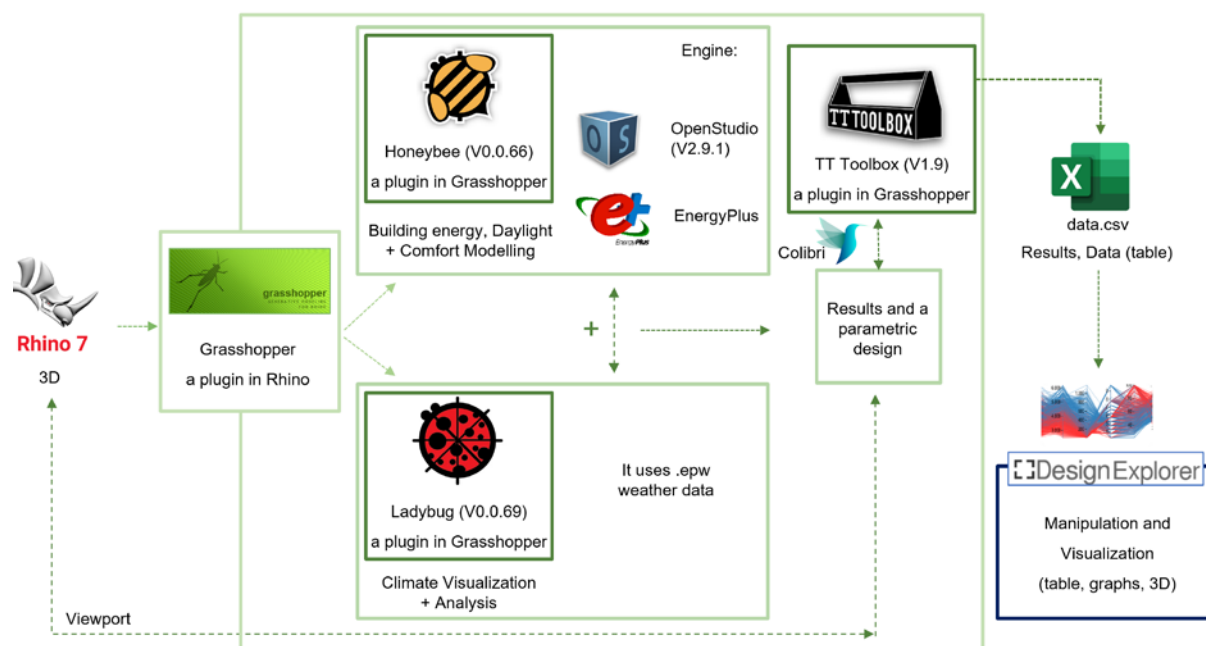 Rhino 7
3D
grasshopper
Grasshopper
a plugin in Rhino
Honeybee (V0.0.66)
a plugin in Grasshopper
Building energy, Daylight
+ Comfort Modelling
Engine:
OS
OpenStudio
(V2.9.1)
e+
EnergyPlus
EnergyPlus
+
Ladybug (V0.0.69)
a plugin in Grasshopper
Climate Visualization
+ Analysis
It uses .epw
weather data
Viewport
TT TOOLBOX
TT Toolbox (V1.9)
a plugin in Grasshopper
Colibri
Results and a
parametric
design
X
data.csv
Results, Data (table)
DesignExplorer
Manipulation and
Visualization
(table, graphs, 3D)